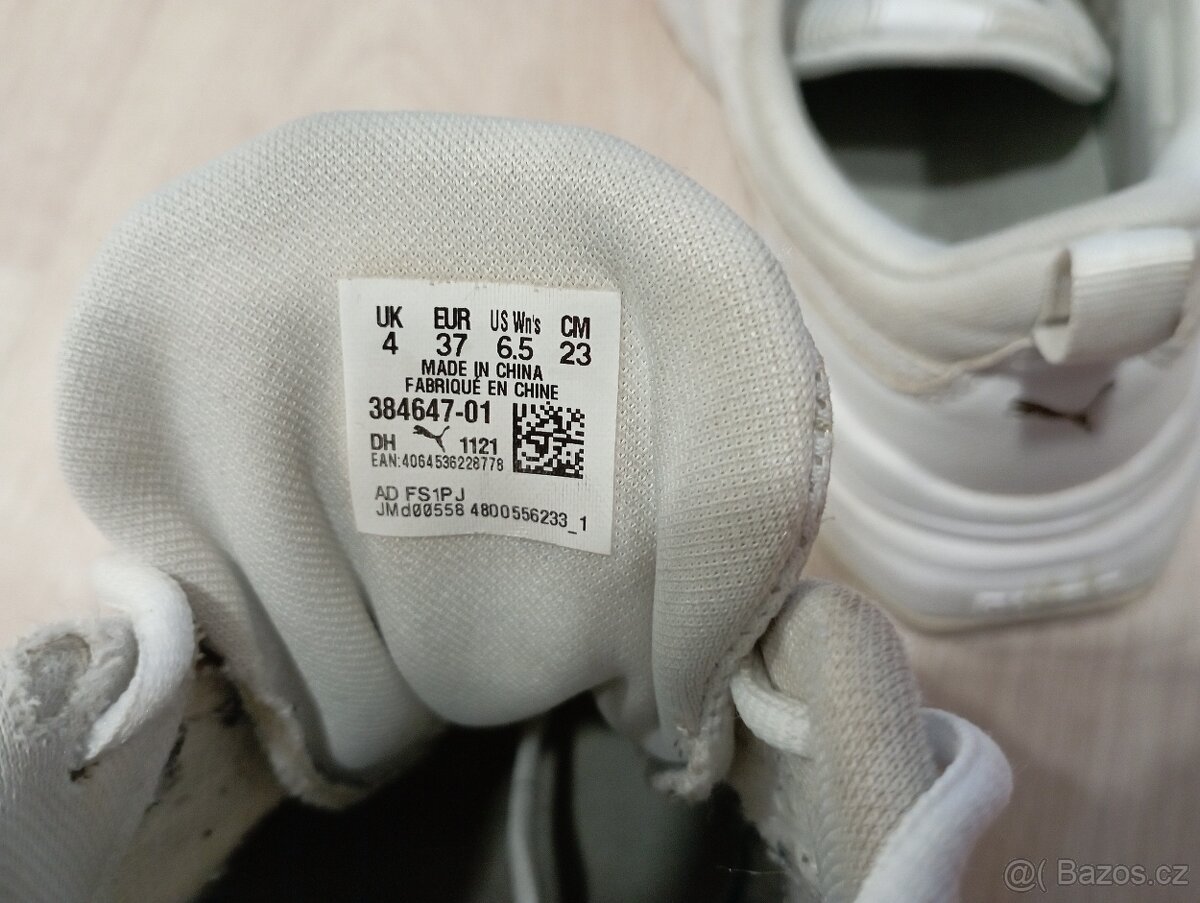 UK EUR US Wn's CM
4 37 6.5 23
MADE IN CHINA
FABRIQUÉ EN CHINE
384647-01
DH 1121
EAN:4064536228778
AD FS1PJ
JMd00558 4800556233_1
@( Bazos.cz